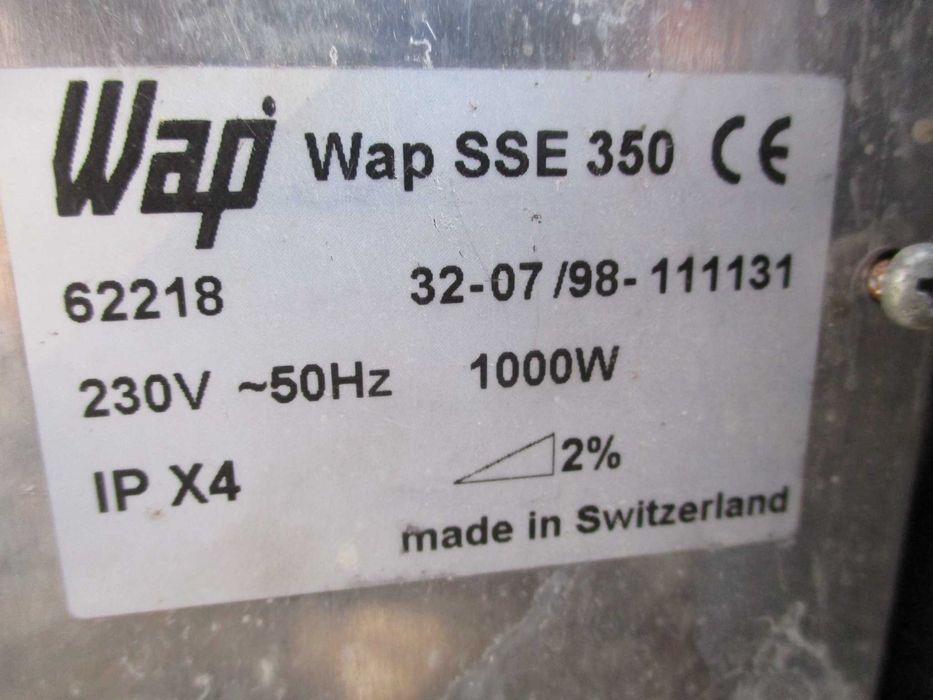 Wap Wap SSE 350 CE
62218 32-07/98-111131
230V ~50Hz 1000W
IP X4 2%
made in Switzerland